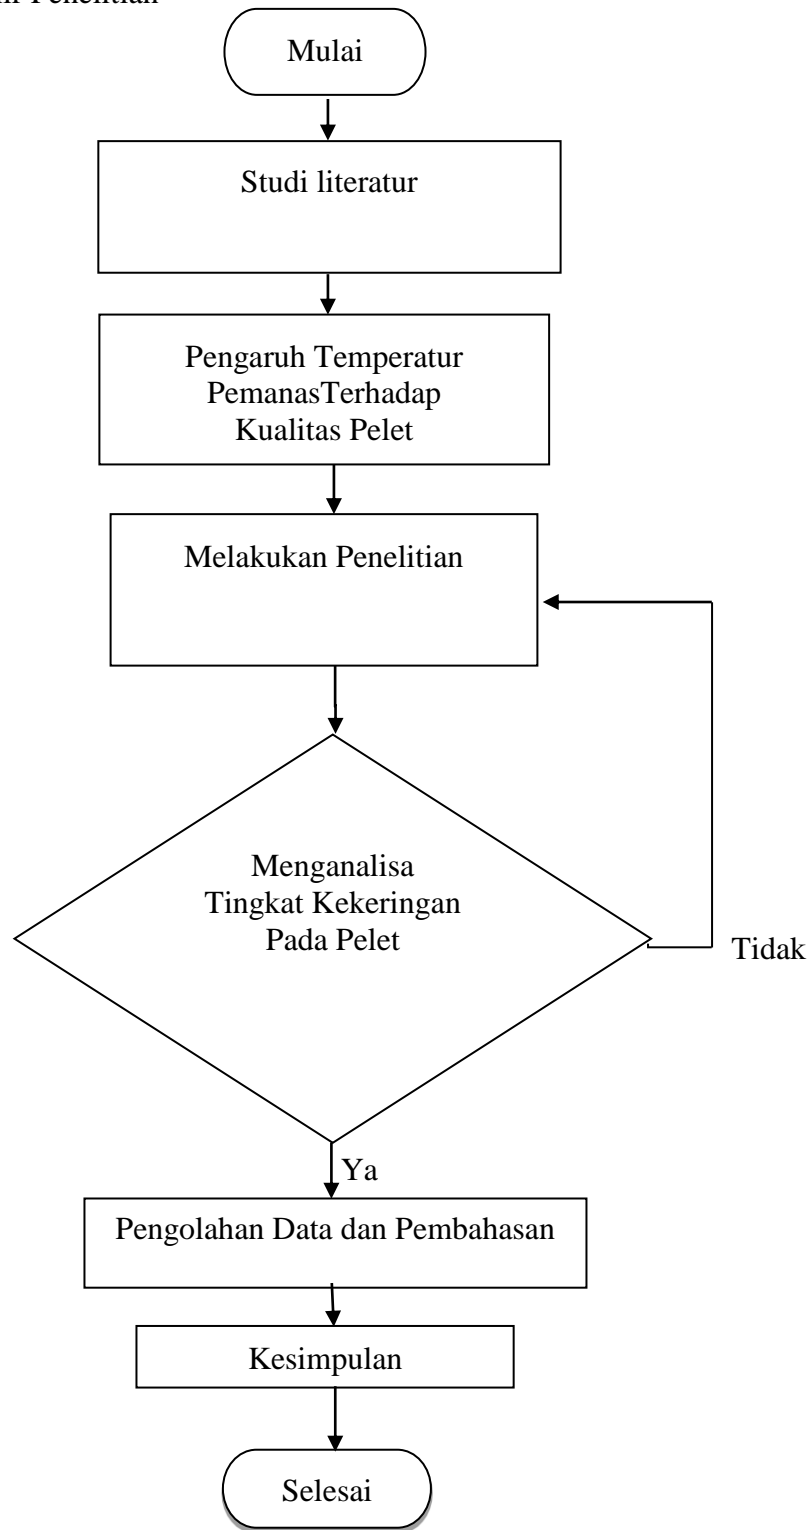 Penelitian
Mulai
Studi literatur
Pengaruh Temperatur
PemanasTerhadap
Kualitas Pelet
Melakukan Penelitian
Menganalisa
Tingkat Kekeringan
Pada Pelet
Tidak
Ya
Pengolahan Data dan Pembahasan
Kesimpulan
Selesai